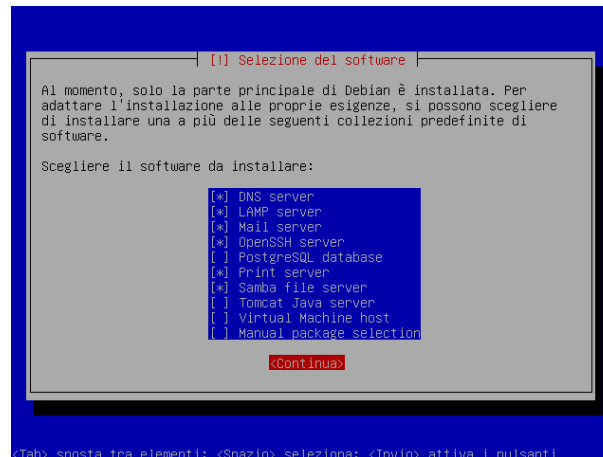 [!] Selezione del software
Al momento, solo la parte principale di Debian è installata. Per
adattare l'installazione alle proprie esigenze, si possono scegliere
di installare una a più delle seguenti collezioni predefinite di
software.
Scegliere il software da installare:
[*] DNS server
[*] LAMP server
[*] Mail server
[*] OpenSSH server
[ ] PostgreSQL database
[*] Print server
[*] Samba file server
[ ] Tomcat Java server
[ ] Virtual Machine host
[ ] Manual package selection
<Continua>
<Tab> sposta tra elementi; <Spazio> seleziona; <Invio> attiva i pulsanti